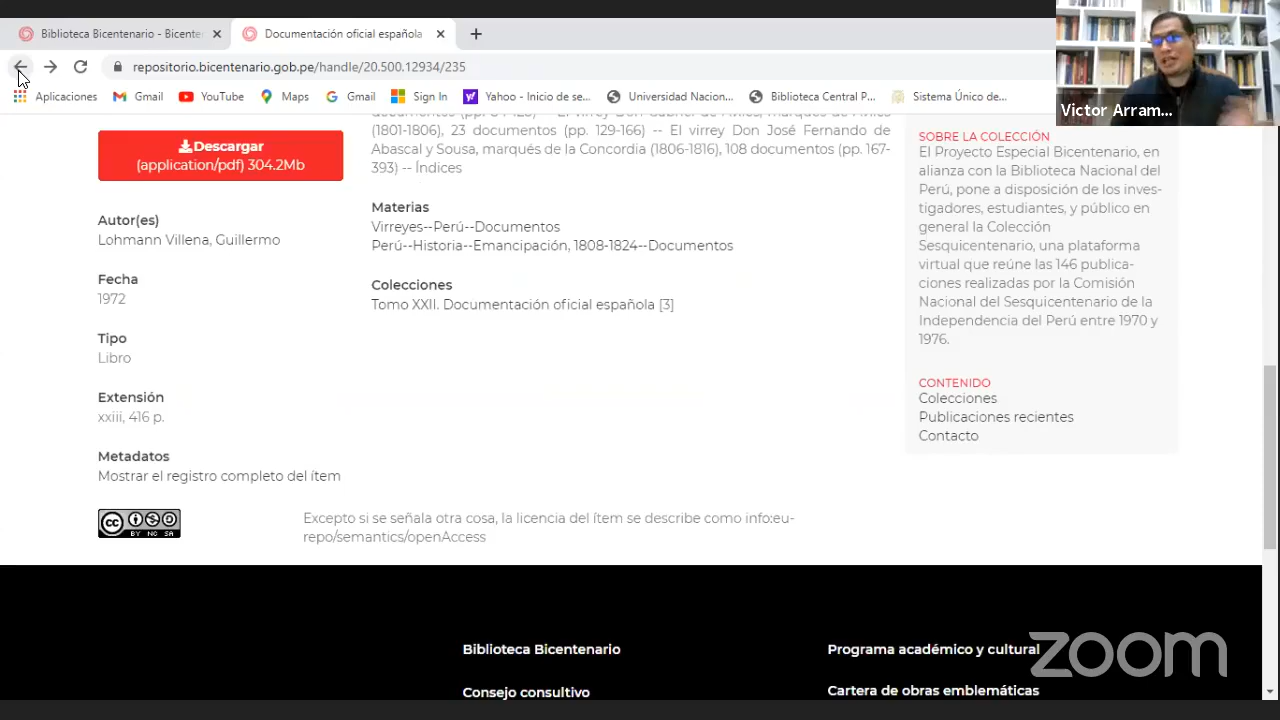 Biblioteca Bicentenario - Bicente
Documentación oficial española
repositorio.bicentenario.gob.pe/handle/20.500.12934/235
Aplicaciones
Gmail
YouTube
Maps
Gmail
Sign In
Yahoo - Inicio de se...
Universidad Nacion...
Biblioteca Central P...
Sistema Único de...
Victor Arram...
(1801-1806), 23 documentos (pp. 129-166) -- El virrey Don José Fernando de
Abascal y Sousa, marqués de la Concordia (1806-1816), 108 documentos (pp. 167-
393) -- Índices
Descargar
(application/pdf) 304.2Mb
Autor(es)
Lohmann Villena, Guillermo
Fecha
1972
Tipo
Libro
Extensión
xxiii, 416 p.
Metadatos
Mostrar el registro completo del ítem
Materias
Virreyes--Perú--Documentos
Perú--Historia--Emancipación, 1808-1824--Documentos
Colecciones
Tomo XXII. Documentación oficial española [3]
SOBRE LA COLECCIÓN
El Proyecto Especial Bicentenario, en
alianza con la Biblioteca Nacional del
Perú, pone a disposición de los inves-
tigadores, estudiantes, y público en
general la Colección
Sesquicentenario, una plataforma
virtual que reúne las 146 publica-
ciones realizadas por la Comisión
Nacional del Sesquicentenario de la
Independencia del Perú entre 1970 y
1976.
CONTENIDO
Colecciones
Publicaciones recientes
Contacto
cc
BY NC SA
Excepto si se señala otra cosa, la licencia del ítem se describe como info:eu-
repo/semantics/openAccess
Biblioteca Bicentenario
Consejo consultivo
Programa académico y cultural
Cartera de obras emblemáticas
zoom